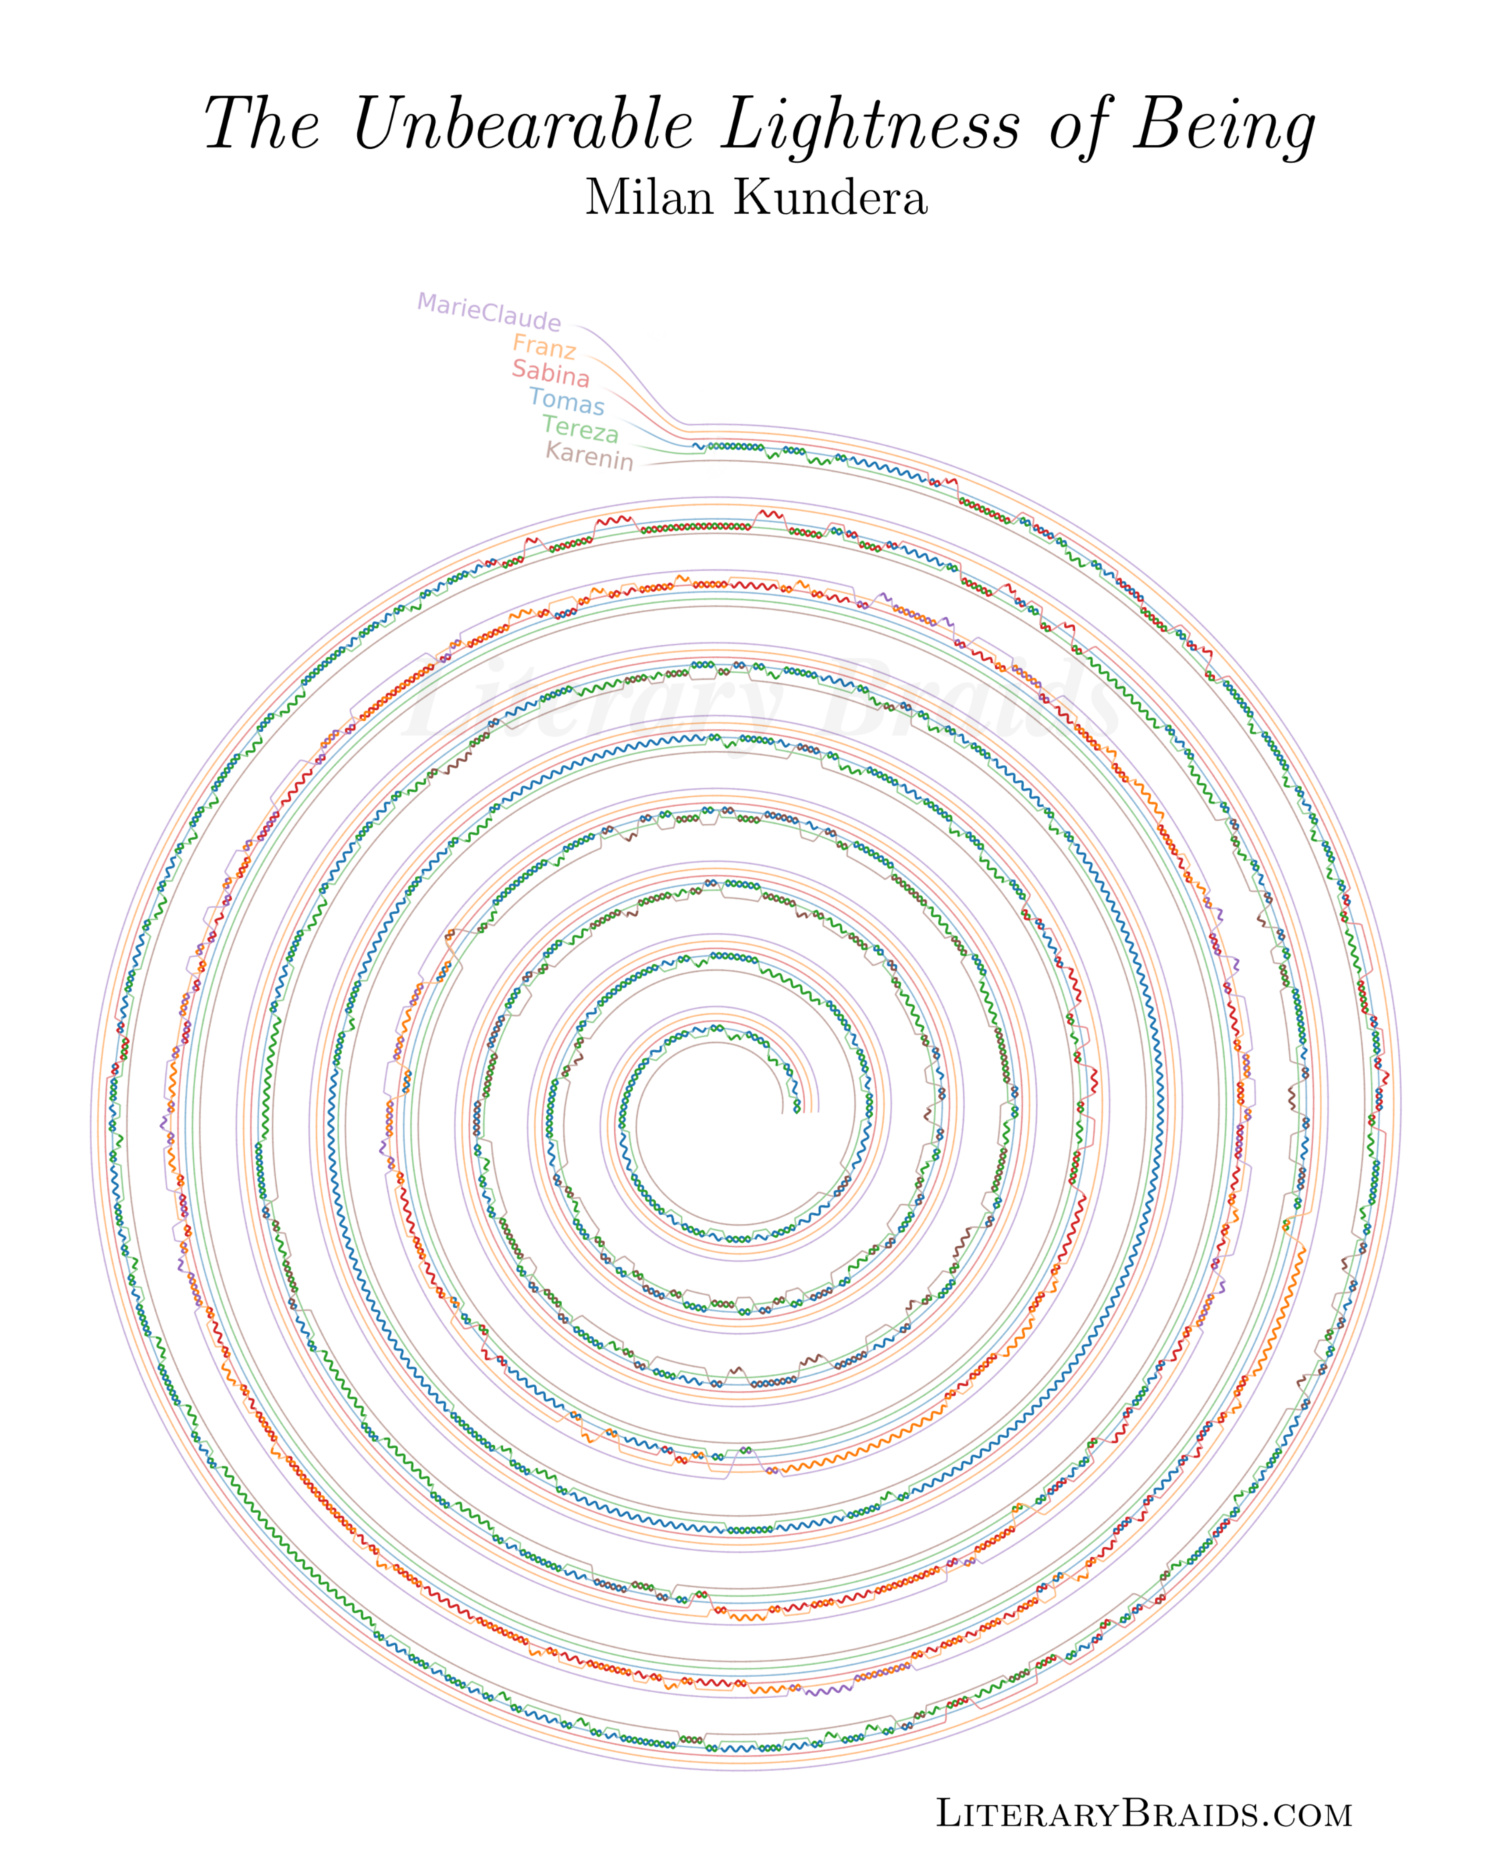 The Unbearable Lightness of Being
Milan Kundera
MarieClaude
Franz
Sabina
Tomas
Tereza
Karenin
Literary Braids
LITERARYBRAIDS.COM